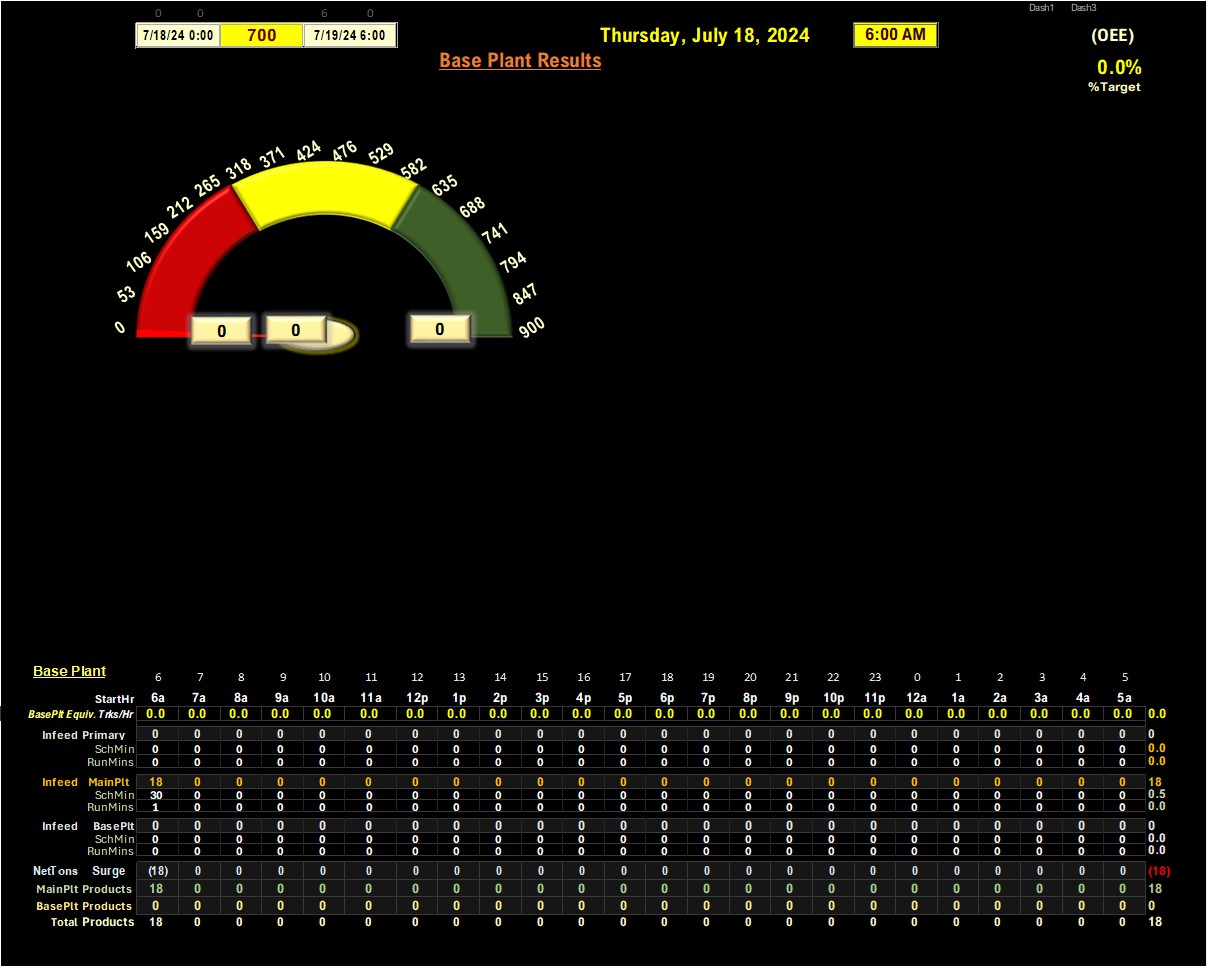 0 0 6 0 Dash1 Dash3
7/18/24 0:00 700 7/19/24 6:00 Thursday, July 18, 2024 6:00 AM (OEE)
Base Plant Results
0.0%
%Target
0 53 106 159 212 265 318 371 424 476 529 582 635 688 741 794 847 900
0 0 0
Base Plant 6 7 8 9 10 11 12 13 14 15 16 17 18 19 20 21 22 23 0 1 2 3 4 5
StartHr 6a 7a 8a 9a 10a 11a 12p 1p 2p 3p 4p 5p 6p 7p 8p 9p 10p 11p 12a 1a 2a 3a 4a 5a
BasePlt Equiv. Trks/Hr 0.0 0.0 0.0 0.0 0.0 0.0 0.0 0.0 0.0 0.0 0.0 0.0 0.0 0.0 0.0 0.0 0.0 0.0 0.0 0.0 0.0 0.0 0.0 0.0 0.0
Infeed Primary 0 0 0 0 0 0 0 0 0 0 0 0 0 0 0 0 0 0 0 0 0 0 0 0 0
SchMin 0 0 0 0 0 0 0 0 0 0 0 0 0 0 0 0 0 0 0 0 0 0 0 0 0.0
RunMins 0 0 0 0 0 0 0 0 0 0 0 0 0 0 0 0 0 0 0 0 0 0 0 0 0.0
Infeed MainPlt 18 0 0 0 0 0 0 0 0 0 0 0 0 0 0 0 0 0 0 0 0 0 0 0 18
SchMin 30 0 0 0 0 0 0 0 0 0 0 0 0 0 0 0 0 0 0 0 0 0 0 0 0.5
RunMins 1 0 0 0 0 0 0 0 0 0 0 0 0 0 0 0 0 0 0 0 0 0 0 0 0.0
Infeed BasePlt 0 0 0 0 0 0 0 0 0 0 0 0 0 0 0 0 0 0 0 0 0 0 0 0 0
SchMin 0 0 0 0 0 0 0 0 0 0 0 0 0 0 0 0 0 0 0 0 0 0 0 0 0.0
RunMins 0 0 0 0 0 0 0 0 0 0 0 0 0 0 0 0 0 0 0 0 0 0 0 0 0.0
NetTons Surge (18) 0 0 0 0 0 0 0 0 0 0 0 0 0 0 0 0 0 0 0 0 0 0 0 (18)
MainPlt Products 18 0 0 0 0 0 0 0 0 0 0 0 0 0 0 0 0 0 0 0 0 0 0 0 18
BasePlt Products 0 0 0 0 0 0 0 0 0 0 0 0 0 0 0 0 0 0 0 0 0 0 0 0 0
Total Products 18 0 0 0 0 0 0 0 0 0 0 0 0 0 0 0 0 0 0 0 0 0 0 0 18